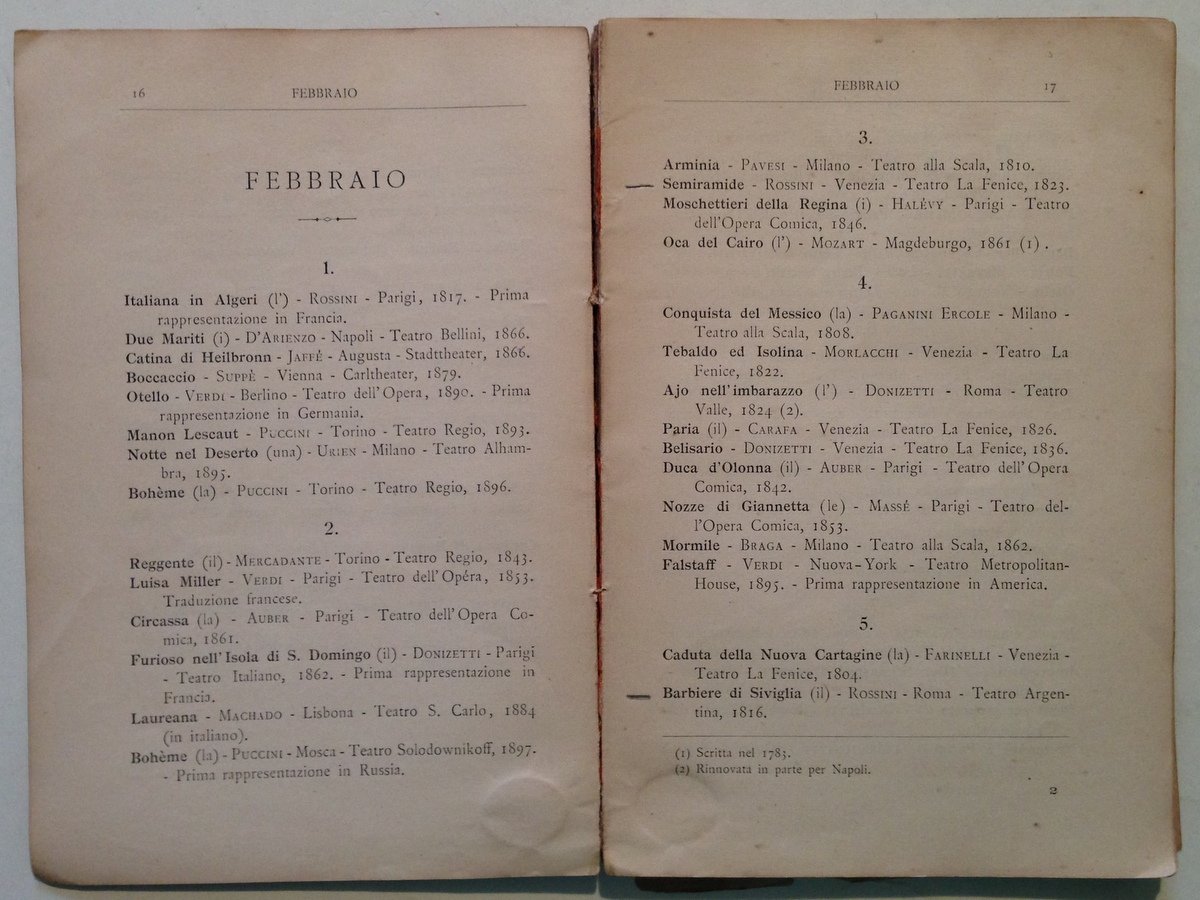 16 FEBBRAIO
FEBBRAIO
1.
Italiana in Algeri (l') - Rossini - Parigi, 1817. - Prima
rappresentazione in Francia.
Due Mariti (i) - D'Arienzo - Napoli - Teatro Bellini, 1866.
Catina di Heilbronn - Jaffé - Augusta - Stadttheater, 1866.
Boccaccio - Suppè - Vienna - Carltheater, 1879.
Otello - Verdi - Berlino - Teatro dell'Opera, 1890. - Prima
rappresentazione in Germania.
Manon Lescaut - Puccini - Torino - Teatro Regio, 1893.
Notte nel Deserto (una) - Urien - Milano - Teatro Alham-
bra, 1895.
Bohème (la) - Puccini - Torino - Teatro Regio, 1896.
2.
Reggente (il) - Mercadante - Torino - Teatro Regio, 1843.
Luisa Miller - Verdi - Parigi - Teatro dell'Opéra, 1853.
Traduzione francese.
Circassa (la) - Auber - Parigi - Teatro dell'Opera Co-
mica, 1861.
Furioso nell'Isola di S. Domingo (il) - Donizetti - Parigi
- Teatro Italiano, 1862. - Prima rappresentazione in
Francia.
Laureana - Machado - Lisbona - Teatro S. Carlo, 1884
(in italiano).
Bohème (la) - Puccini - Mosca - Teatro Solodownikoff, 1897.
- Prima rappresentazione in Russia.
FEBBRAIO 17
3.
Arminia - Pavesi - Milano - Teatro alla Scala, 1810.
Semiramide - Rossini - Venezia - Teatro La Fenice, 1823.
Moschettieri della Regina (i) - Halévy - Parigi - Teatro
dell'Opera Comica, 1846.
Oca del Cairo (l') - Mozart - Magdeburgo, 1861 (1).
4.
Conquista del Messico (la) - Paganini Ercole - Milano -
Teatro alla Scala, 1808.
Tebaldo ed Isolina - Morlacchi - Venezia - Teatro La
Fenice, 1822.
Ajo nell'imbarazzo (l') - Donizetti - Roma - Teatro
Valle, 1824 (2).
Paria (il) - Carafa - Venezia - Teatro La Fenice, 1826.
Belisario - Donizetti - Venezia - Teatro La Fenice, 1836.
Duca d'Olonna (il) - Auber - Parigi - Teatro dell'Opera
Comica, 1842.
Nozze di Giannetta (le) - Massé - Parigi - Teatro del-
l'Opera Comica, 1853.
Mormile - Braga - Milano - Teatro alla Scala, 1862.
Falstaff - Verdi - Nuova-York - Teatro Metropolitan-
House, 1895. - Prima rappresentazione in America.
5.
Caduta della Nuova Cartagine (la) - Farinelli - Venezia -
Teatro La Fenice, 1804.
Barbiere di Siviglia (il) - Rossini - Roma - Teatro Argen-
tina, 1816.
(1) Scritta nel 1783.
(2) Rinnovata in parte per Napoli.
2